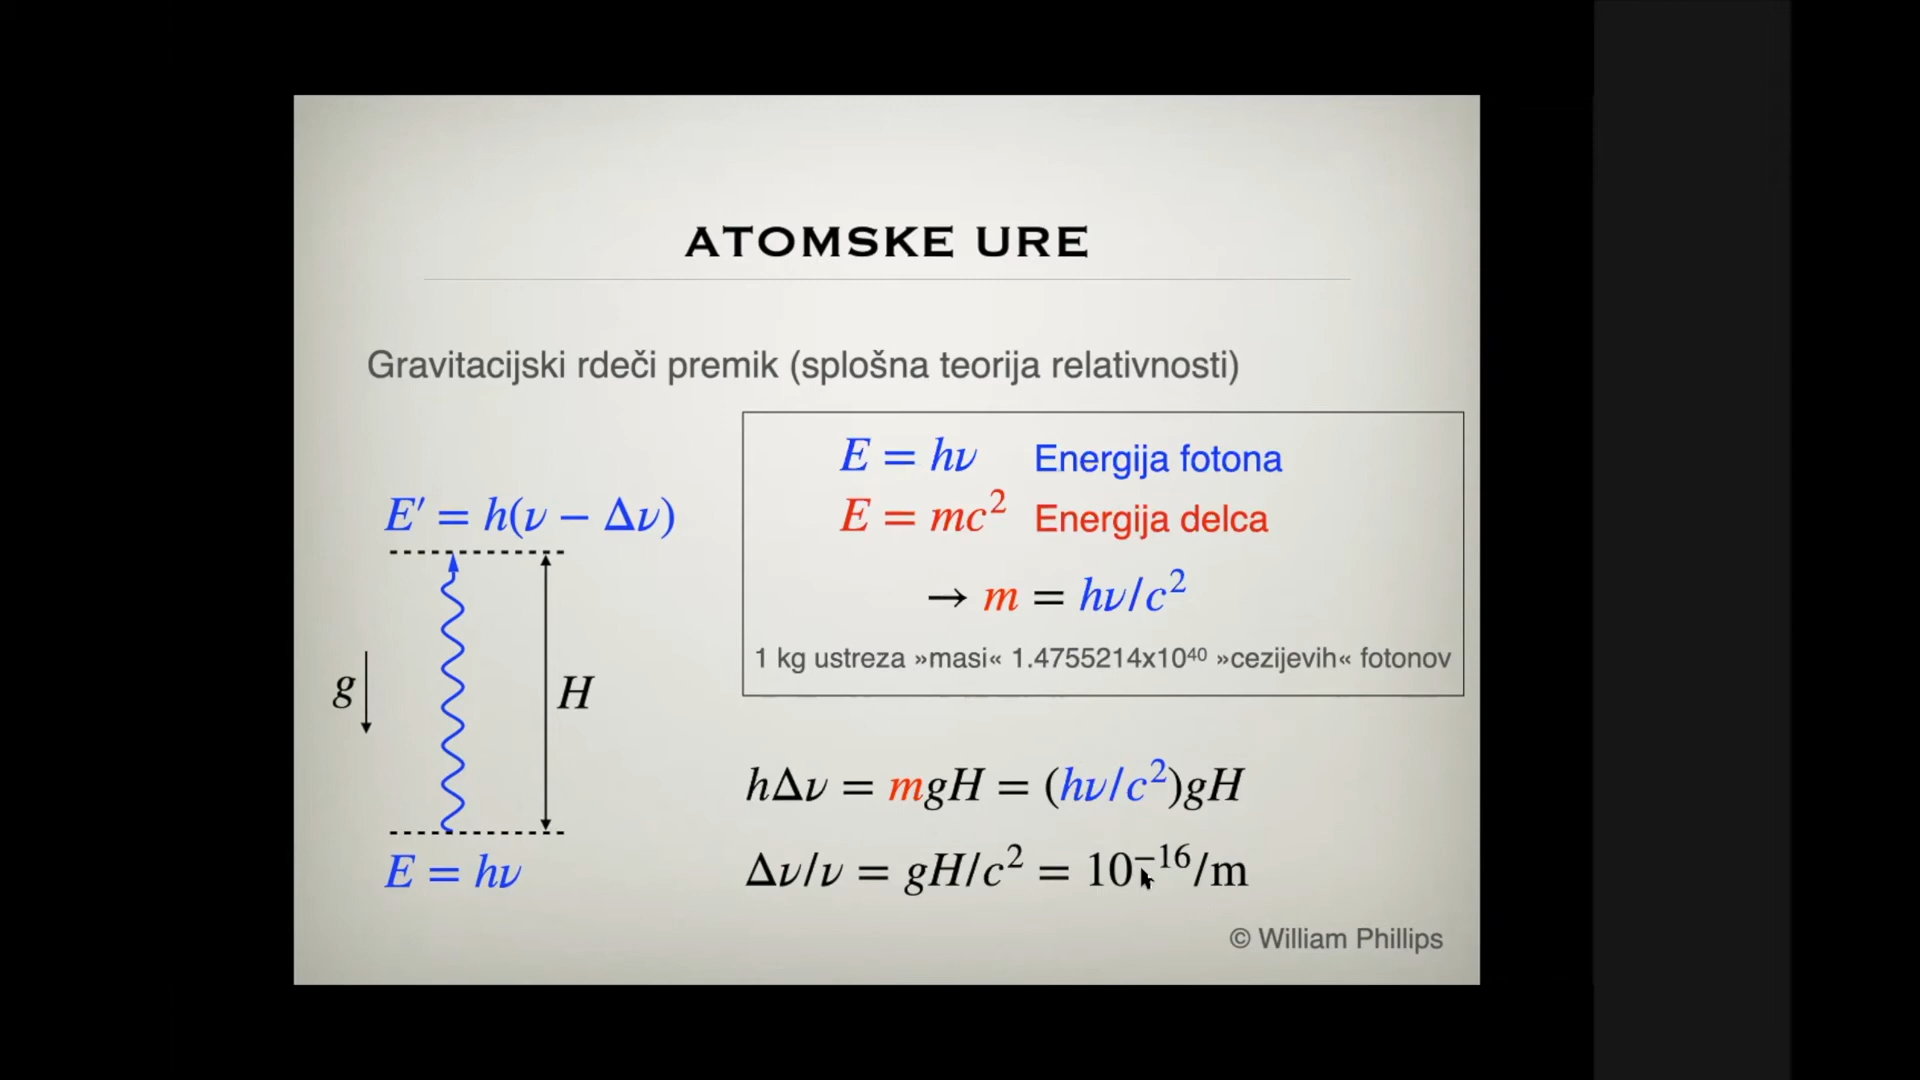 ATOMSKE URE
Gravitacijski rdeči premik (splošna teorija relativnosti)
E = hν Energija fotona
E = mc² Energija delca
→ m = hν/c²
1 kg ustreza »masi« 1.4755214x10⁴⁰ »cezijevih« fotonov
E′ = h(ν − Δν)
g
H
E = hν
hΔν = mgH = (hν/c²)gH
Δν/ν = gH/c² = 10⁻¹⁶/m
© William Phillips